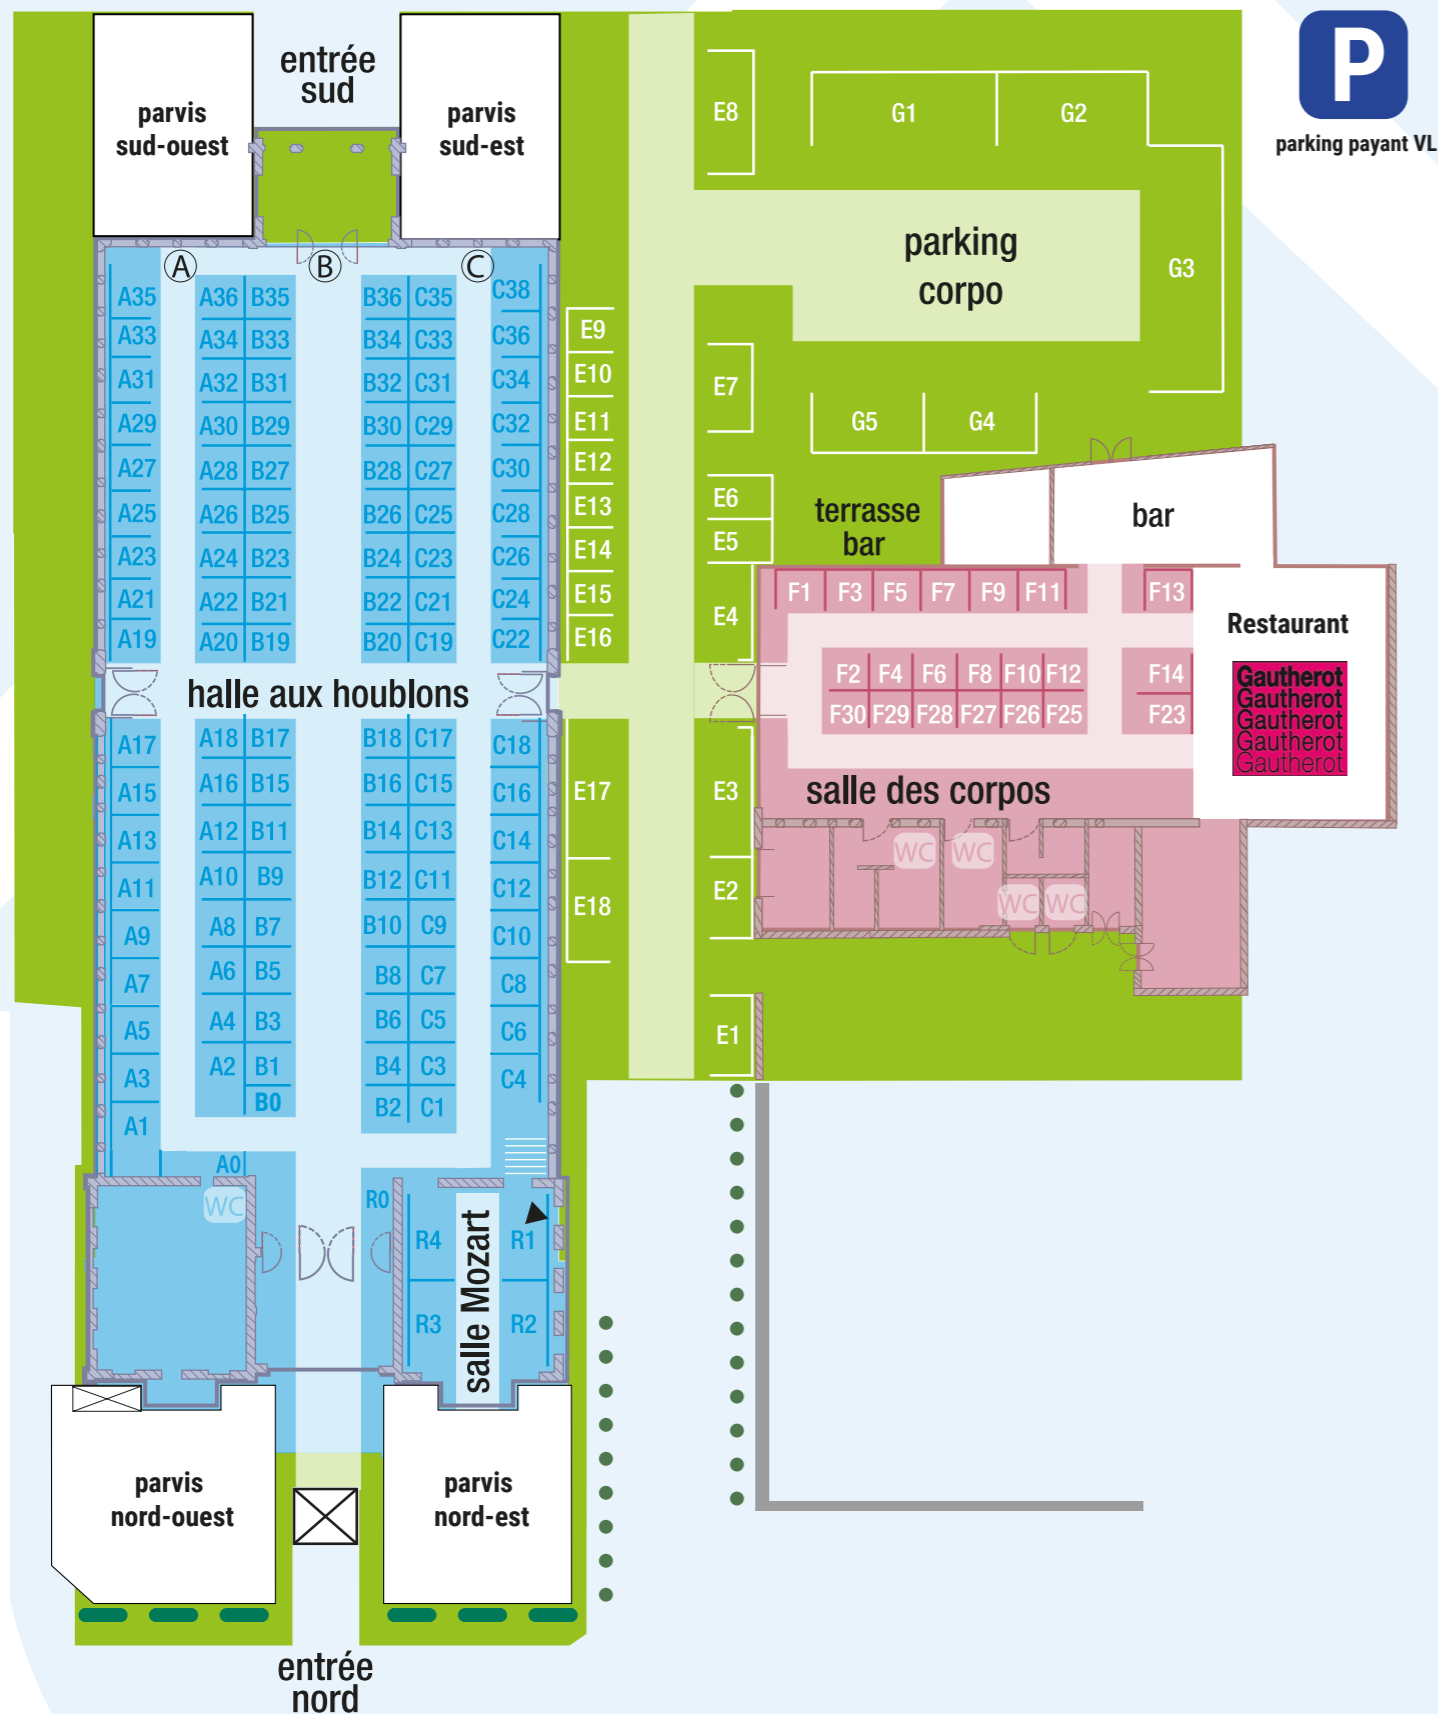 entrée
sud
parvis
sud-ouest
parvis
sud-est
P
parking payant VL
E8
G1
G2
G3
parking
corpo
A
B
C
A35
A36 B35
B36 C35
C38
A33
A34 B33
B34 C33
C36
A31
A32 B31
B32 C31
C34
A29
A30 B29
B30 C29
C32
A27
A28 B27
B28 C27
C30
A25
A26 B25
B26 C25
C28
A23
A24 B23
B24 C23
C26
A21
A22 B21
B22 C21
C24
A19
A20 B19
B20 C19
C22
E9
E10
E11
E12
E13
E14
E15
E16
E7
E6
E5
E4
G5
G4
terrasse
bar
bar
F1 F3 F5 F7 F9 F11 F13
Restaurant
F2 F4 F6 F8 F10 F12 F14
F30 F29 F28 F27 F26 F25 F23
Gautherot
Gautherot
Gautherot
Gautherot
Gautherot
salle des corpos
WC
WC
WC
WC
halle aux houblons
A17
A18 B17
B18 C17
C18
A15
A16 B15
B16 C15
C16
A13
A12 B11
B14 C13
C14
A11
A10 B9
B12 C11
C12
A9
A8 B7
B10 C9
C10
A7
A6 B5
B8 C7
C8
A5
A4 B3
B6 C5
C6
A3
A2 B1
B4 C3
C4
B0
B2 C1
A1
A0
E17
E18
E3
E2
E1
WC
R0
R4
R1
R3
R2
salle Mozart
parvis
nord-ouest
parvis
nord-est
entrée
nord